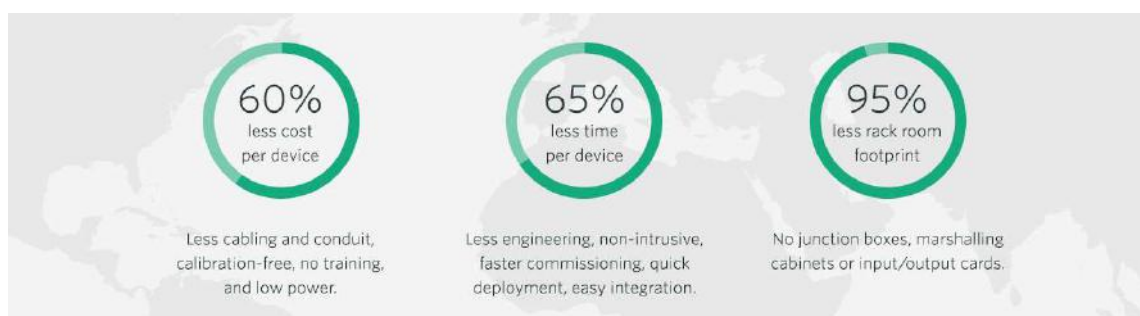 60%
less cost
per device
Less cabling and conduit,
calibration-free, no training,
and low power.
65%
less time
per device
Less engineering, non-intrusive,
faster commissioning, quick
deployment, easy integration.
95%
less rack room
footprint
No junction boxes, marshalling
cabinets or input/output cards.